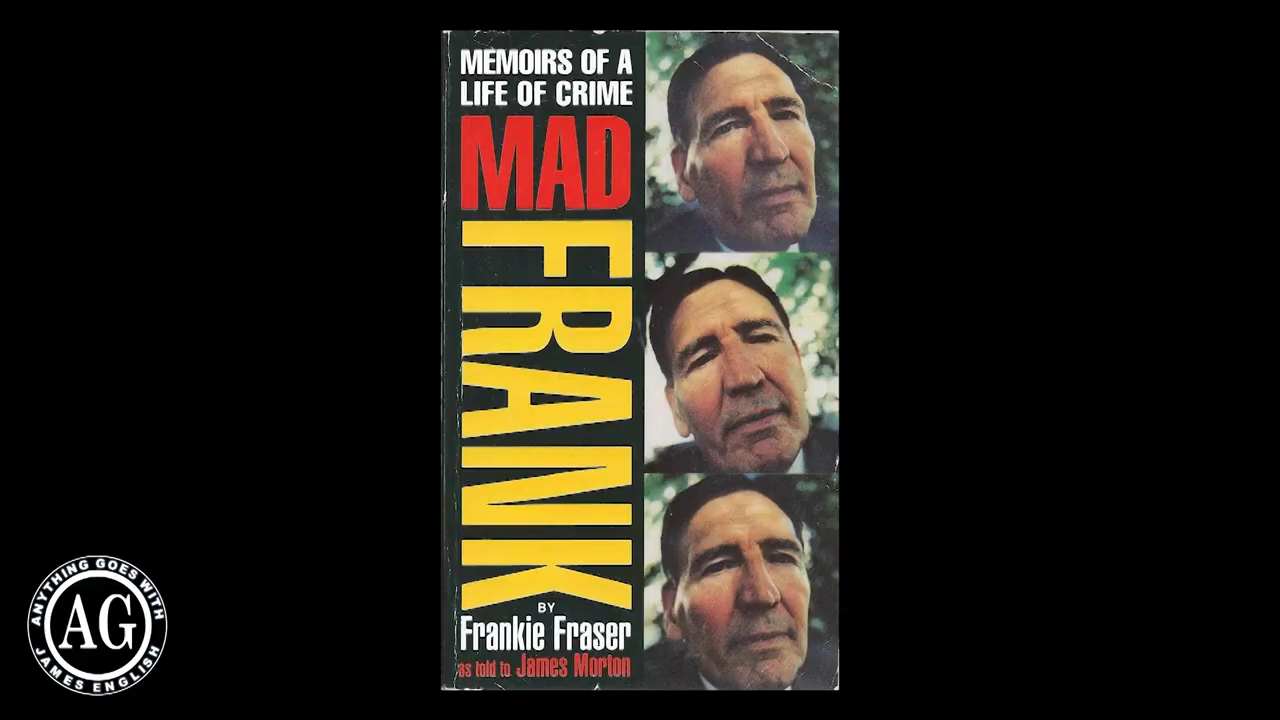 MEMOIRS OF A
LIFE OF CRIME
MAD
FRANK
BY
Frankie Fraser
as told to James Morton
ANYTHING GOES WITH
AG
JAMES ENGLISH